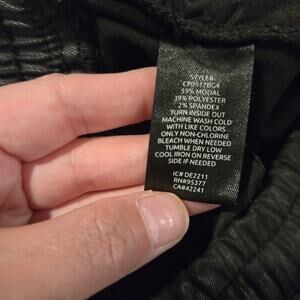 STYLE#:
CP0917BG4
59% MODAL
39% POLYESTER
2% SPANDEX
TURN INSIDE OUT
MACHINE WASH COLD
WITH LIKE COLORS
ONLY NON-CHLORINE
BLEACH WHEN NEEDED
TUMBLE DRY LOW
COOL IRON ON REVERSE
SIDE IF NEEDED
IC# DE2211
RN#95377
CA#42241